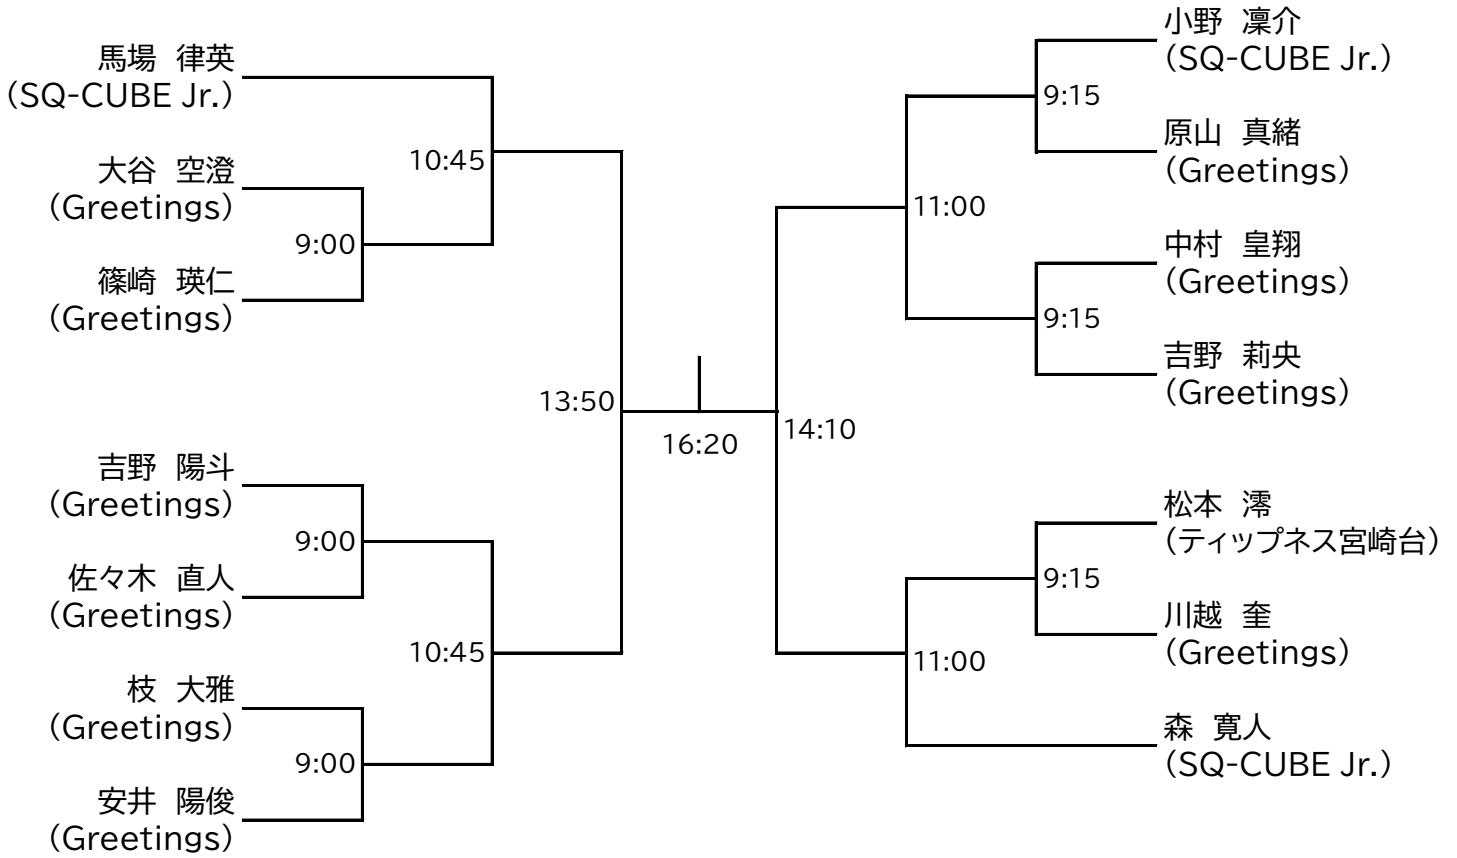 馬場　律英
(SQ-CUBE Jr.)
大谷　空澄
(Greetings)
篠崎　瑛仁
(Greetings)
吉野　陽斗
(Greetings)
佐々木　直人
(Greetings)
枝　大雅
(Greetings)
安井　陽俊
(Greetings)
9:00
9:00
9:00
10:45
10:45
13:50
16:20
14:10
11:00
11:00
9:15
9:15
9:15
小野　凜介
(SQ-CUBE Jr.)
原山　真緒
(Greetings)
中村　皇翔
(Greetings)
吉野　莉央
(Greetings)
松本　澪
(ティップネス宮崎台)
川越　奎
(Greetings)
森　寛人
(SQ-CUBE Jr.)